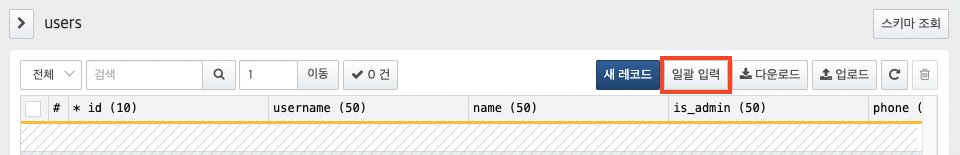 users
스키마 조회
전체 검색 1 이동 0 건 새 레코드 일괄 입력 다운로드 업로드
# * id (10) username (50) name (50) is_admin (50) phone (